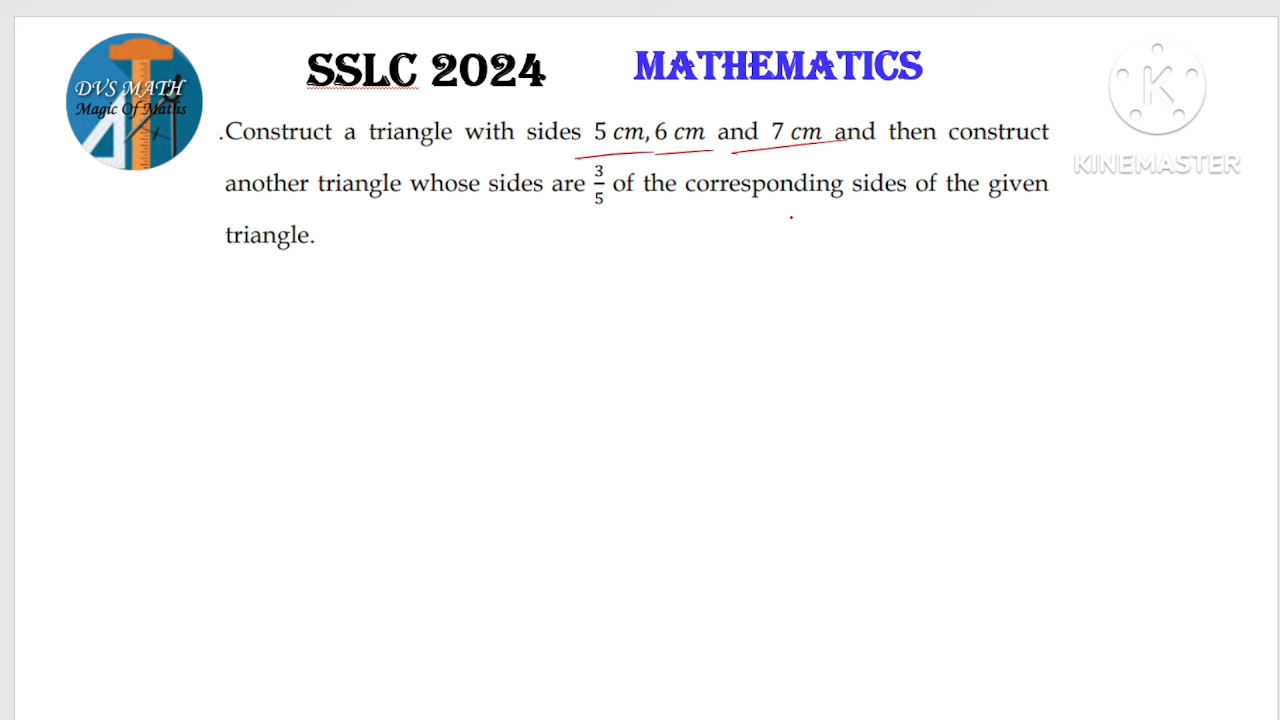 DVS MATH
Magic Of Maths
SSLC 2024
MATHEMATICS
K
KINEMASTER
.Construct a triangle with sides 5 cm, 6 cm and 7 cm and then construct
another triangle whose sides are 3/5 of the corresponding sides of the given
triangle.